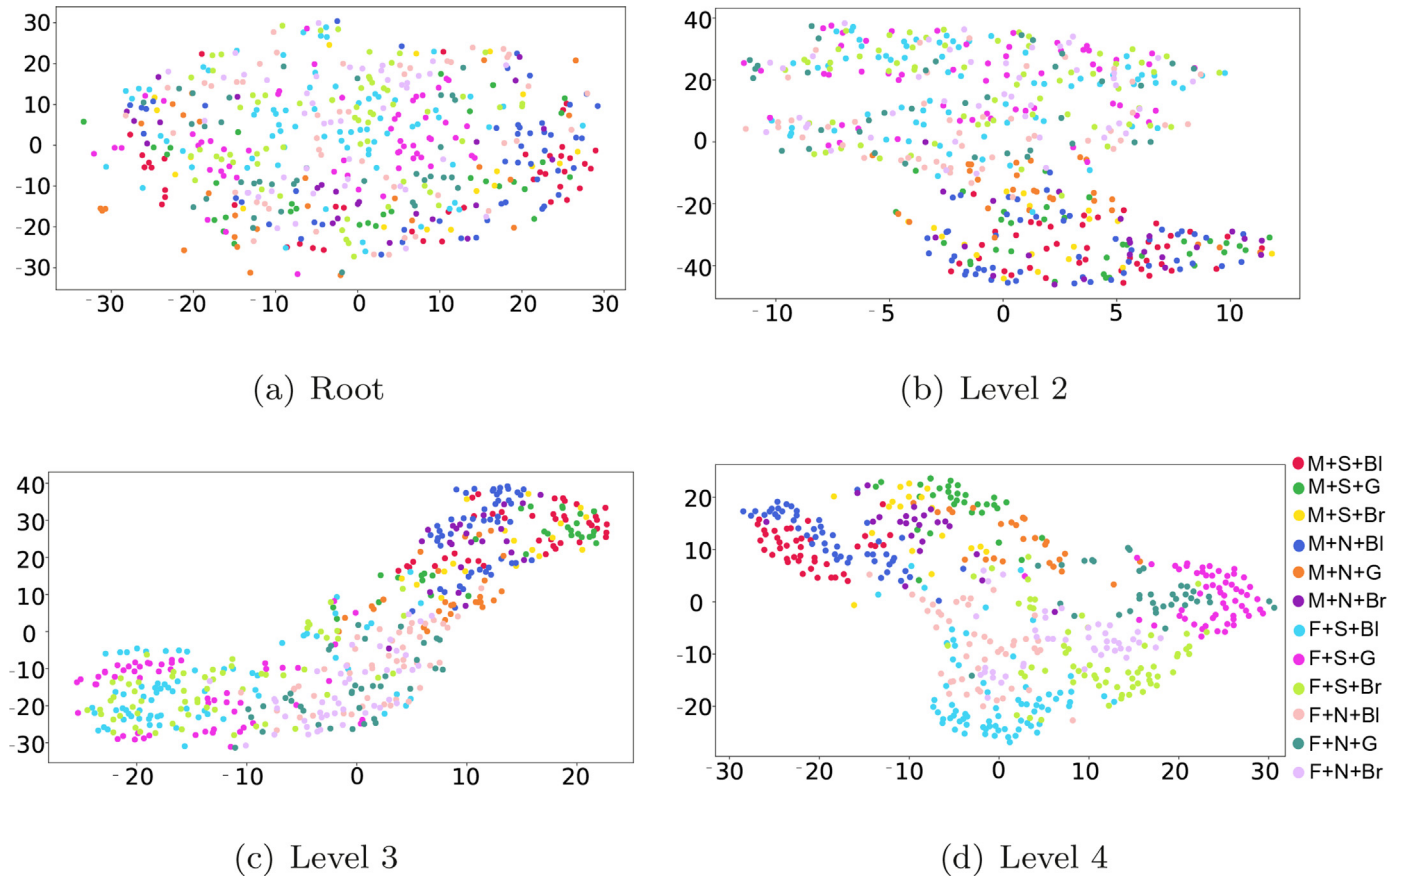 30
20
10
0
-10
-20
-30
-30 -20 -10 0 10 20 30
(a) Root
40
20
0
-20
-40
-10 -5 0 5 10
(b) Level 2
40
30
20
10
0
-10
-20
-30
-20 -10 0 10 20
(c) Level 3
20
10
0
-10
-20
-30 -20 -10 0 10 20 30
(d) Level 4
M+S+Bl
M+S+G
M+S+Br
M+N+Bl
M+N+G
M+N+Br
F+S+Bl
F+S+G
F+S+Br
F+N+Bl
F+N+G
F+N+Br